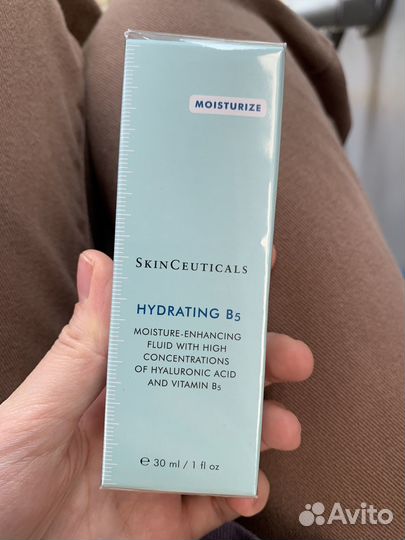 MOISTURIZE
SKINCEUTICALS
HYDRATING B5
MOISTURE-ENHANCING
FLUID WITH HIGH
CONCENTRATIONS
OF HYALURONIC ACID
AND VITAMIN B5
℮ 30 ml / 1 fl oz
Avito